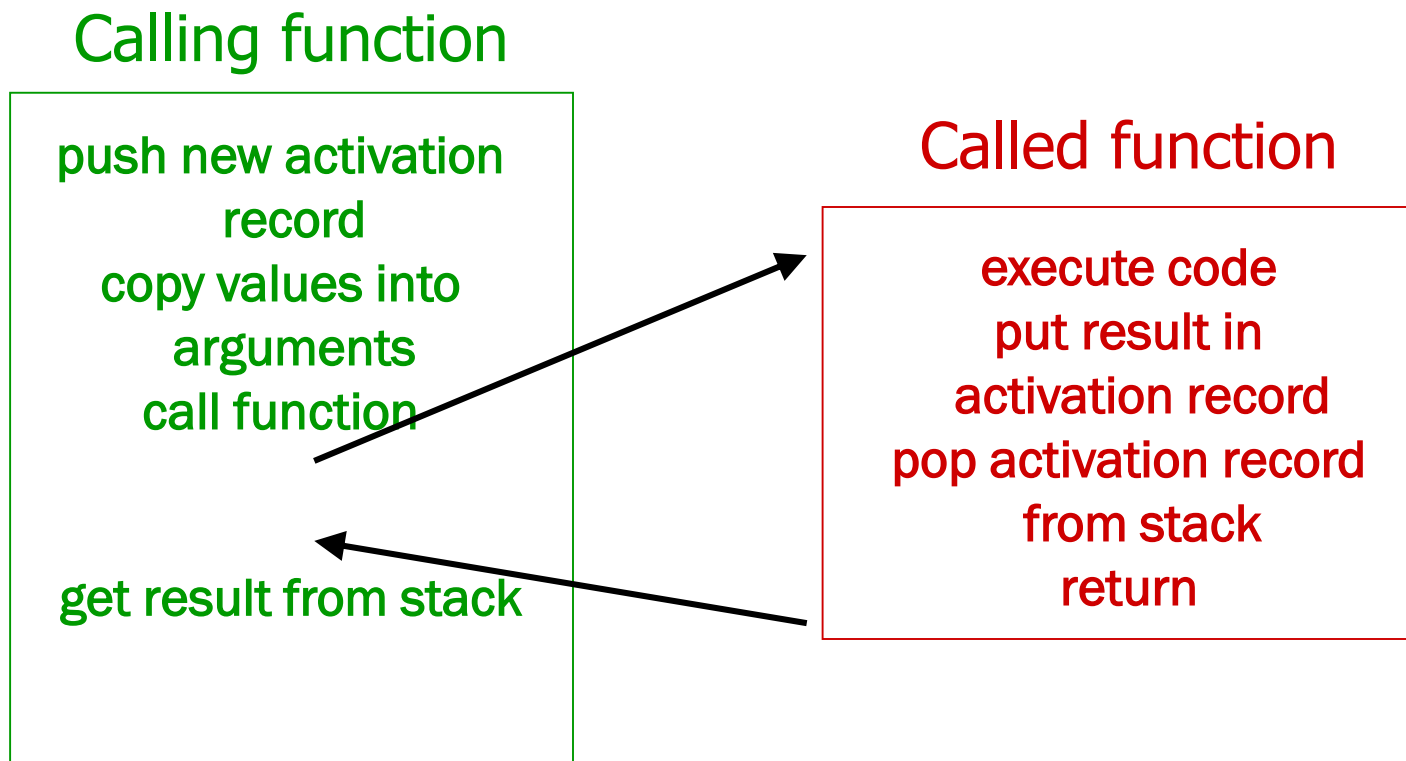 Calling function
push new activation
record
copy values into
arguments
call function
get result from stack
Called function
execute code
put result in
activation record
pop activation record
from stack
return